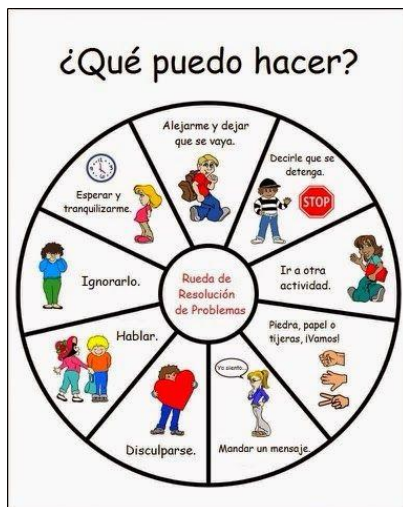 ¿Qué puedo hacer?
Alejarme y dejar
que se vaya.
Decirle que se
detenga.
STOP
Ir a otra
actividad.
Piedra, papel o
tijeras, ¡Vamos!
Yo siento...
Mandar un mensaje.
Disculparse.
Hablar.
Ignorarlo.
Esperar y
tranquilizarme.
Rueda de
Resolución
de Problemas